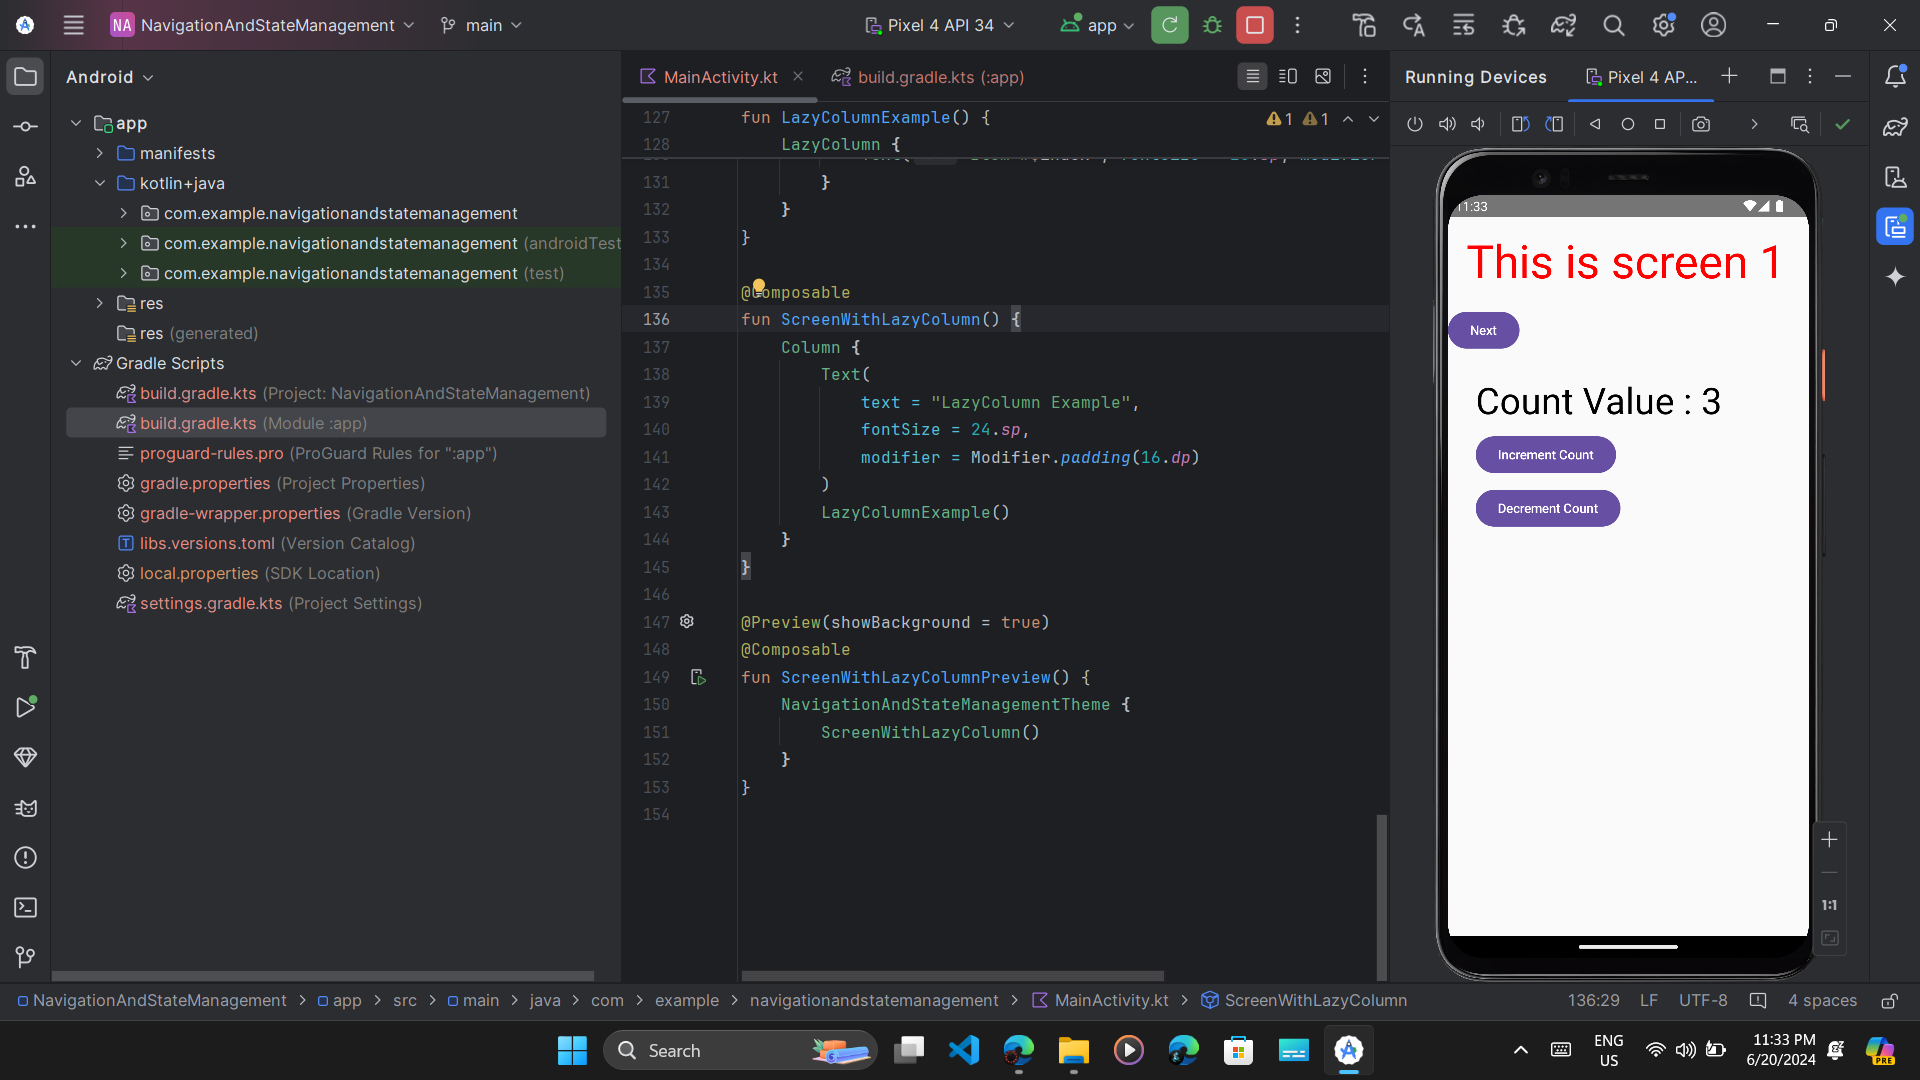 NA NavigationAndStateManagement main Pixel 4 API 34 app
Android
app
manifests
kotlin+java
com.example.navigationandstatemanagement
com.example.navigationandstatemanagement (androidTest
com.example.navigationandstatemanagement (test)
res
res (generated)
Gradle Scripts
build.gradle.kts (Project: NavigationAndStateManagement)
build.gradle.kts (Module :app)
proguard-rules.pro (ProGuard Rules for ":app")
gradle.properties (Project Properties)
gradle-wrapper.properties (Gradle Version)
libs.versions.toml (Version Catalog)
local.properties (SDK Location)
settings.gradle.kts (Project Settings)
MainActivity.kt build.gradle.kts (:app)
127 fun LazyColumnExample() { 1 1
128 LazyColumn {
131 }
132 }
133 }
134
135 @Composable
136 fun ScreenWithLazyColumn() {
137 Column {
138 Text(
139 text = "LazyColumn Example",
140 fontSize = 24.sp,
141 modifier = Modifier.padding(16.dp)
142 )
143 LazyColumnExample()
144 }
145 }
146
147 @Preview(showBackground = true)
148 @Composable
149 fun ScreenWithLazyColumnPreview() {
150 NavigationAndStateManagementTheme {
151 ScreenWithLazyColumn()
152 }
153 }
154
Running Devices Pixel 4 AP...
11:33
This is screen 1
Next
Count Value : 3
Increment Count
Decrement Count
1:1
NavigationAndStateManagement app src main java com example navigationandstatemanagement MainActivity.kt ScreenWithLazyColumn 136:29 LF UTF-8 4 spaces
Search
ENG
US
11:33 PM
6/20/2024
PRE